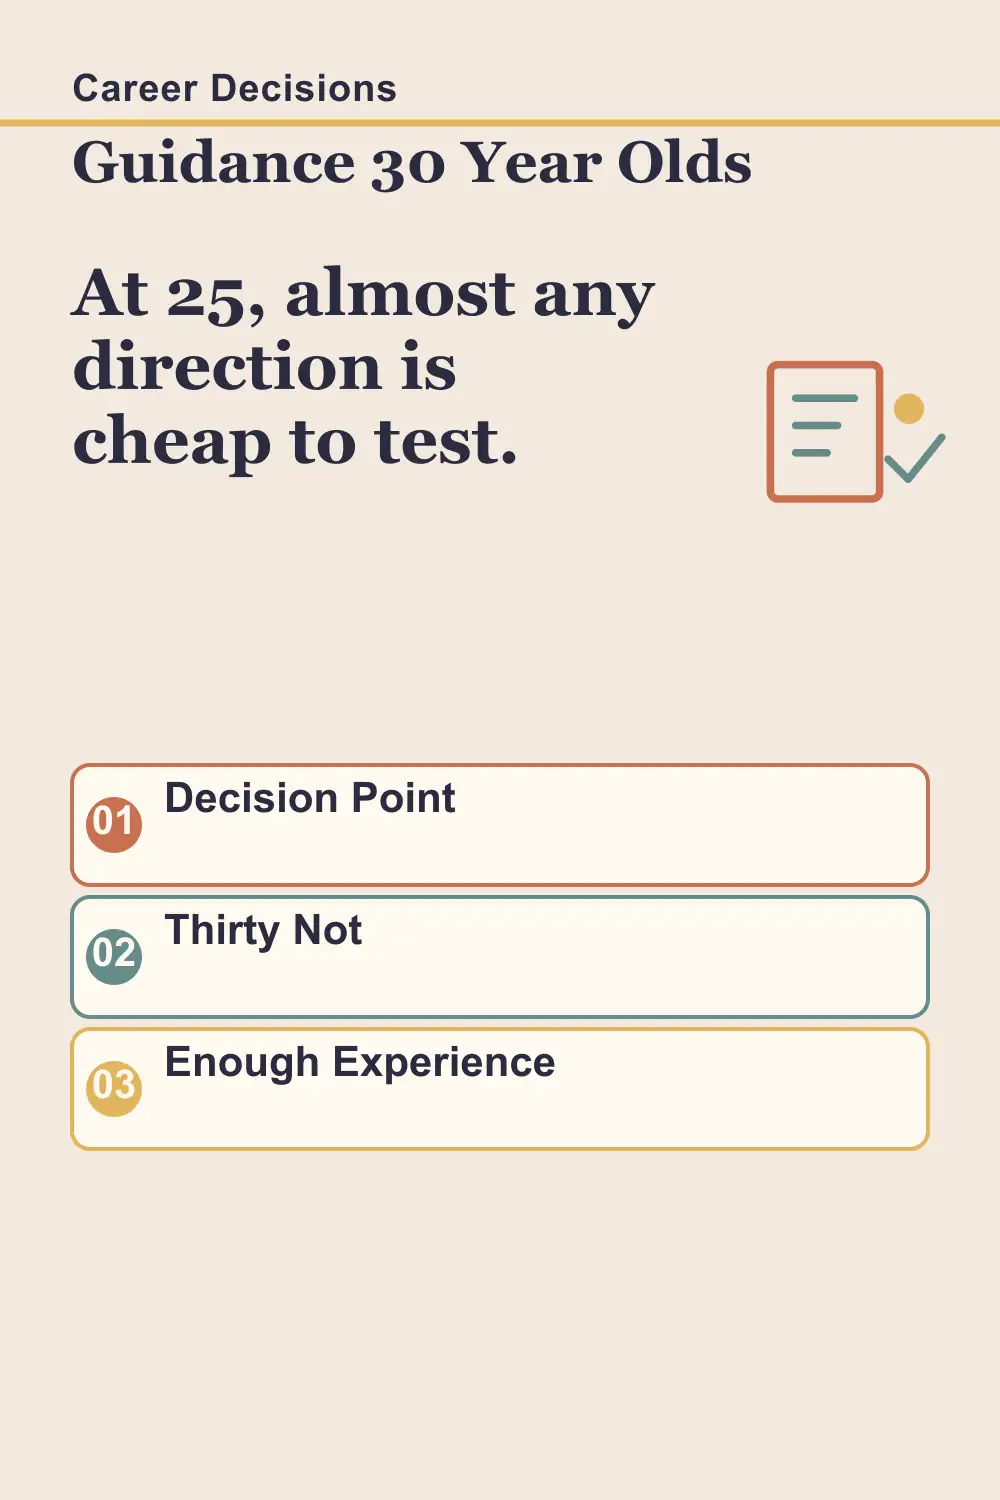 Career Decisions
Guidance 30 Year Olds
At 25, almost any
direction is
cheap to test.
01 Decision Point
02 Thirty Not
03 Enough Experience